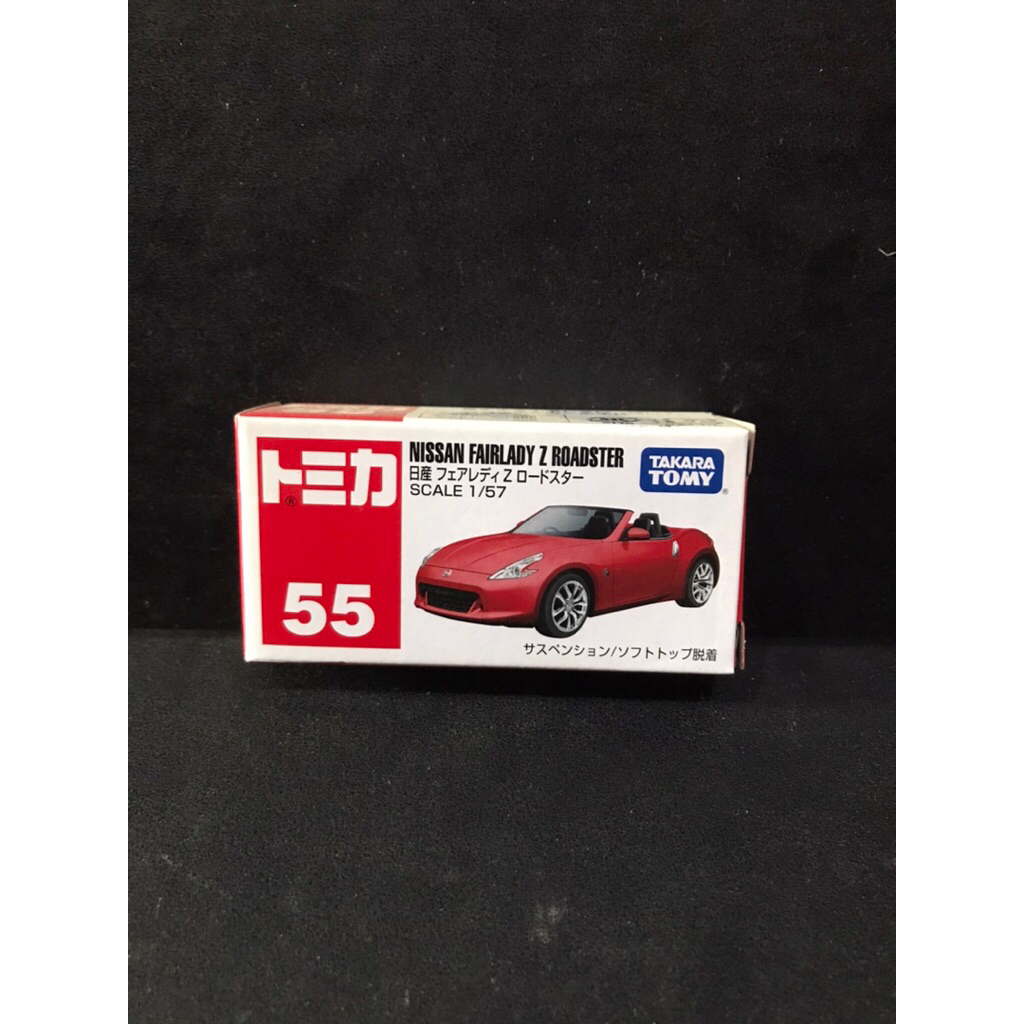 トミカ
®
55
NISSAN FAIRLADY Z ROADSTER
日産 フェアレディZ ロードスター
SCALE 1/57
TAKARA
TOMY
®
サスペンション/ソフトトップ脱着